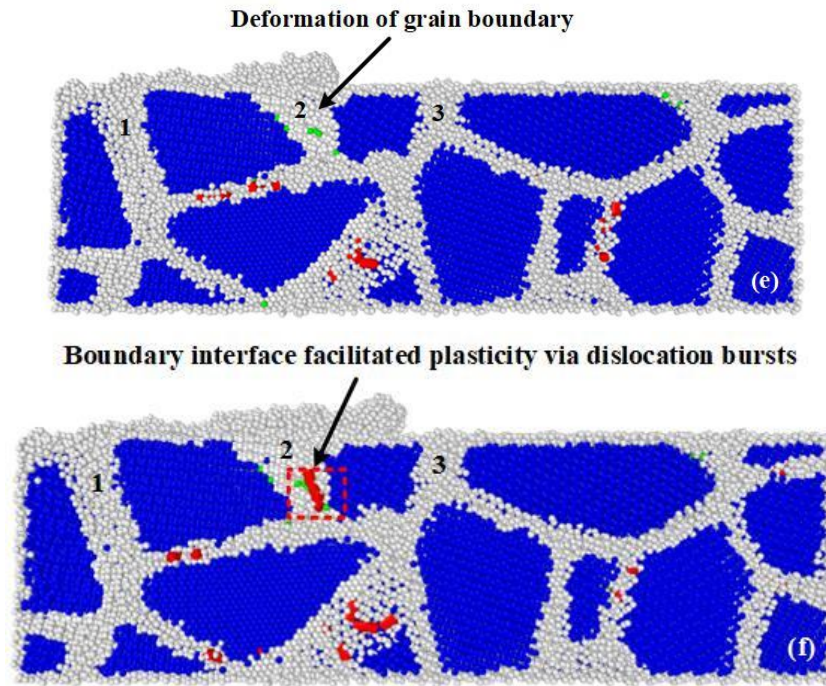 Deformation of grain boundary
1
2
3
(e)
Boundary interface facilitated plasticity via dislocation bursts
1
2
3
(f)